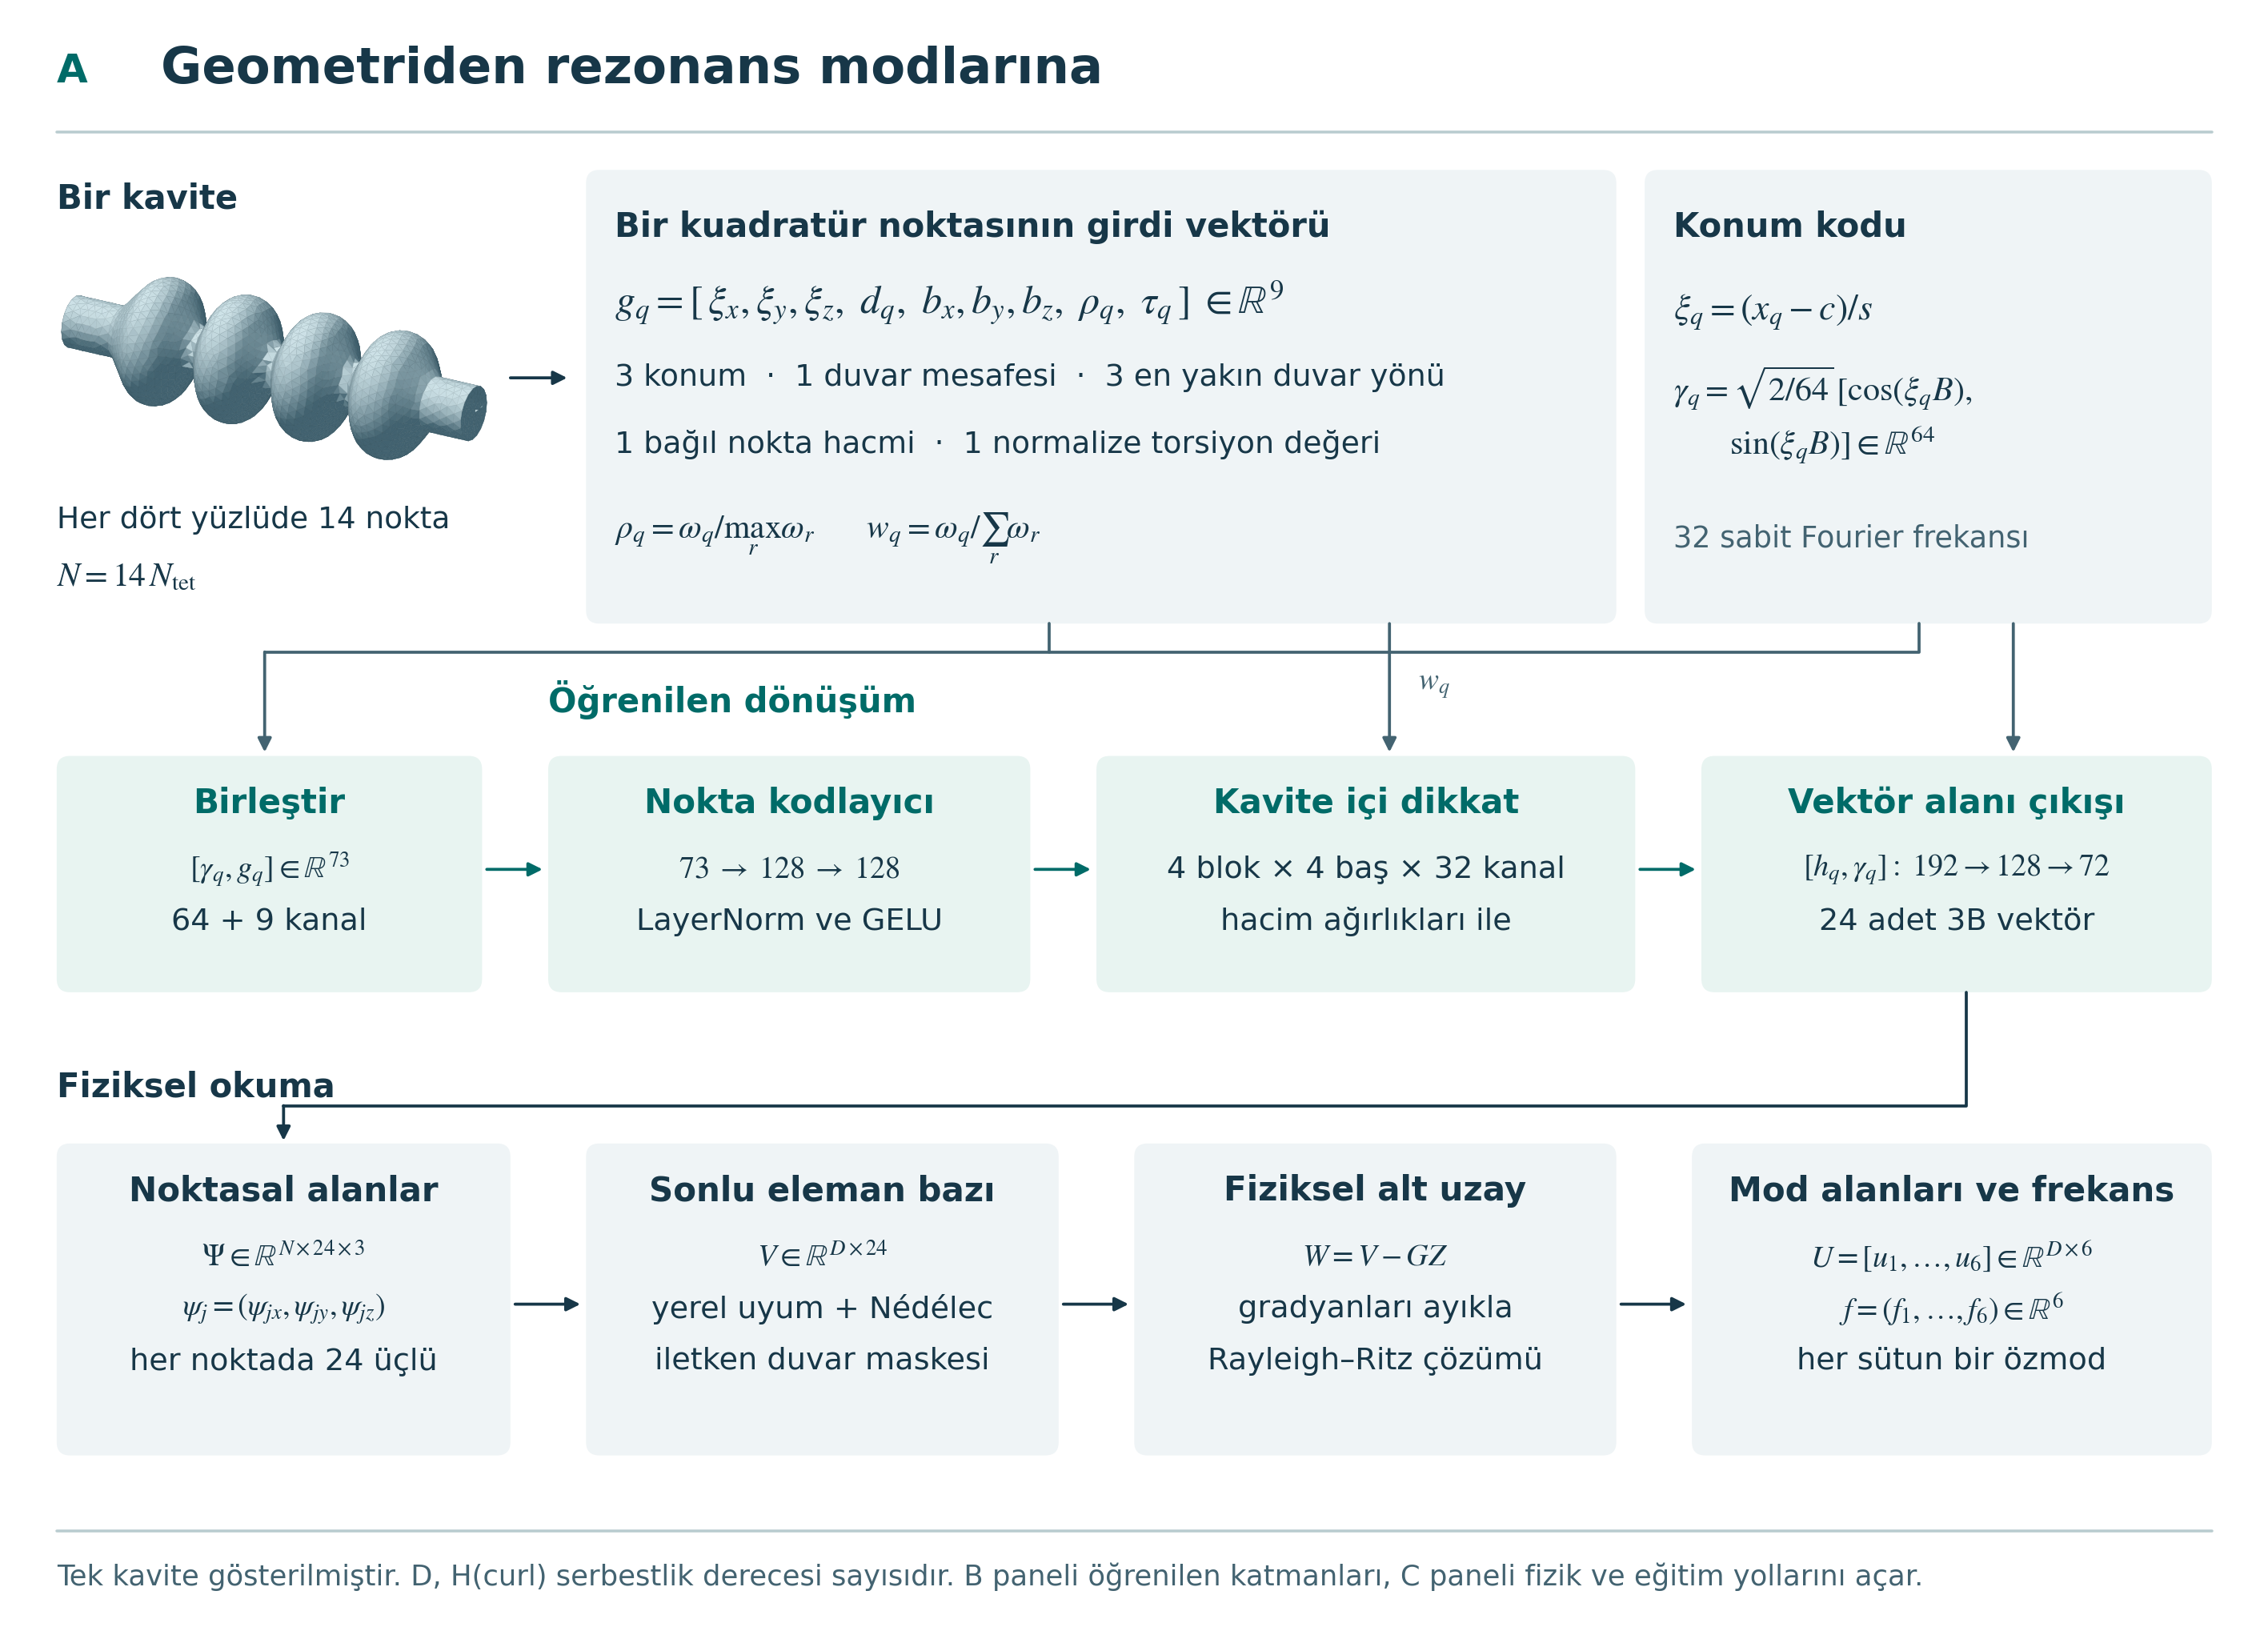 A Geometriden rezonans modlarına
Bir kavite
Her dört yüzlüde 14 nokta
N = 14 N_tet
Bir kuadratür noktasının girdi vektörü
g_q = [ ξ_x, ξ_y, ξ_z, d_q, b_x, b_y, b_z, ρ_q, τ_q ] ∈ ℝ^9
3 konum · 1 duvar mesafesi · 3 en yakın duvar yönü
1 bağıl nokta hacmi · 1 normalize torsiyon değeri
ρ_q = ω_q/max_r ω_r w_q = ω_q/∑_r ω_r
Konum kodu
ξ_q = (x_q − c)/s
γ_q = √(2/64) [cos(ξ_q B),
sin(ξ_q B)] ∈ ℝ^64
32 sabit Fourier frekansı
w_q
Öğrenilen dönüşüm
Birleştir
[γ_q, g_q] ∈ ℝ^73
64 + 9 kanal
Nokta kodlayıcı
73 → 128 → 128
LayerNorm ve GELU
Kavite içi dikkat
4 blok × 4 baş × 32 kanal
hacim ağırlıkları ile
Vektör alanı çıkışı
[h_q, γ_q] : 192 → 128 → 72
24 adet 3B vektör
Fiziksel okuma
Noktasal alanlar
Ψ ∈ ℝ^{N×24×3}
ψ_j = (ψ_jx, ψ_jy, ψ_jz)
her noktada 24 üçlü
Sonlu eleman bazı
V ∈ ℝ^{D×24}
yerel uyum + Nédélec
iletken duvar maskesi
Fiziksel alt uzay
W = V − GZ
gradyanları ayıkla
Rayleigh–Ritz çözümü
Mod alanları ve frekans
U = [u_1, …, u_6] ∈ ℝ^{D×6}
f = (f_1, …, f_6) ∈ ℝ^6
her sütun bir özmod
Tek kavite gösterilmiştir. D, H(curl) serbestlik derecesi sayısıdır. B paneli öğrenilen katmanları, C paneli fizik ve eğitim yollarını açar.